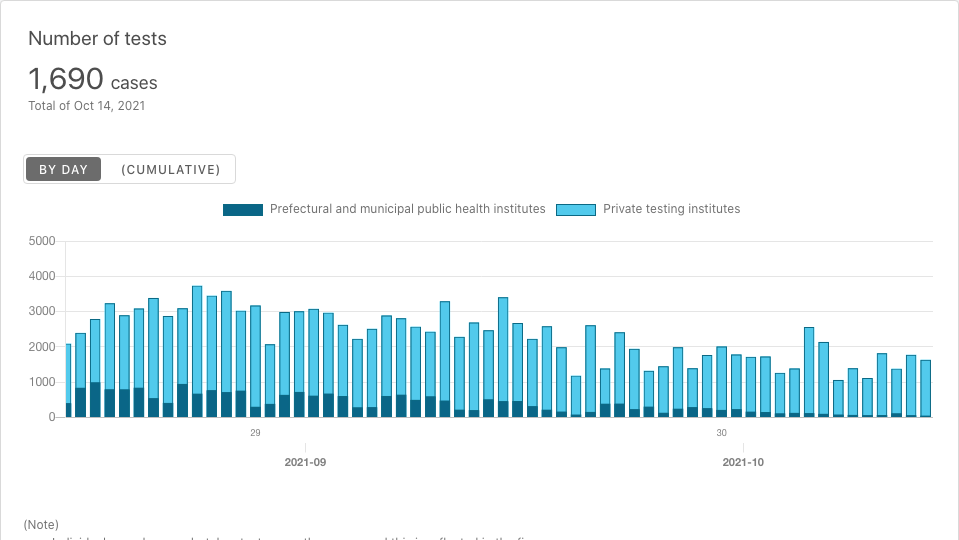 Number of tests
1,690 cases
Total of Oct 14, 2021
BY DAY (CUMULATIVE)
Prefectural and municipal public health institutes Private testing institutes
5000
4000
3000
2000
1000
0
29 30
2021-09 2021-10
(Note)